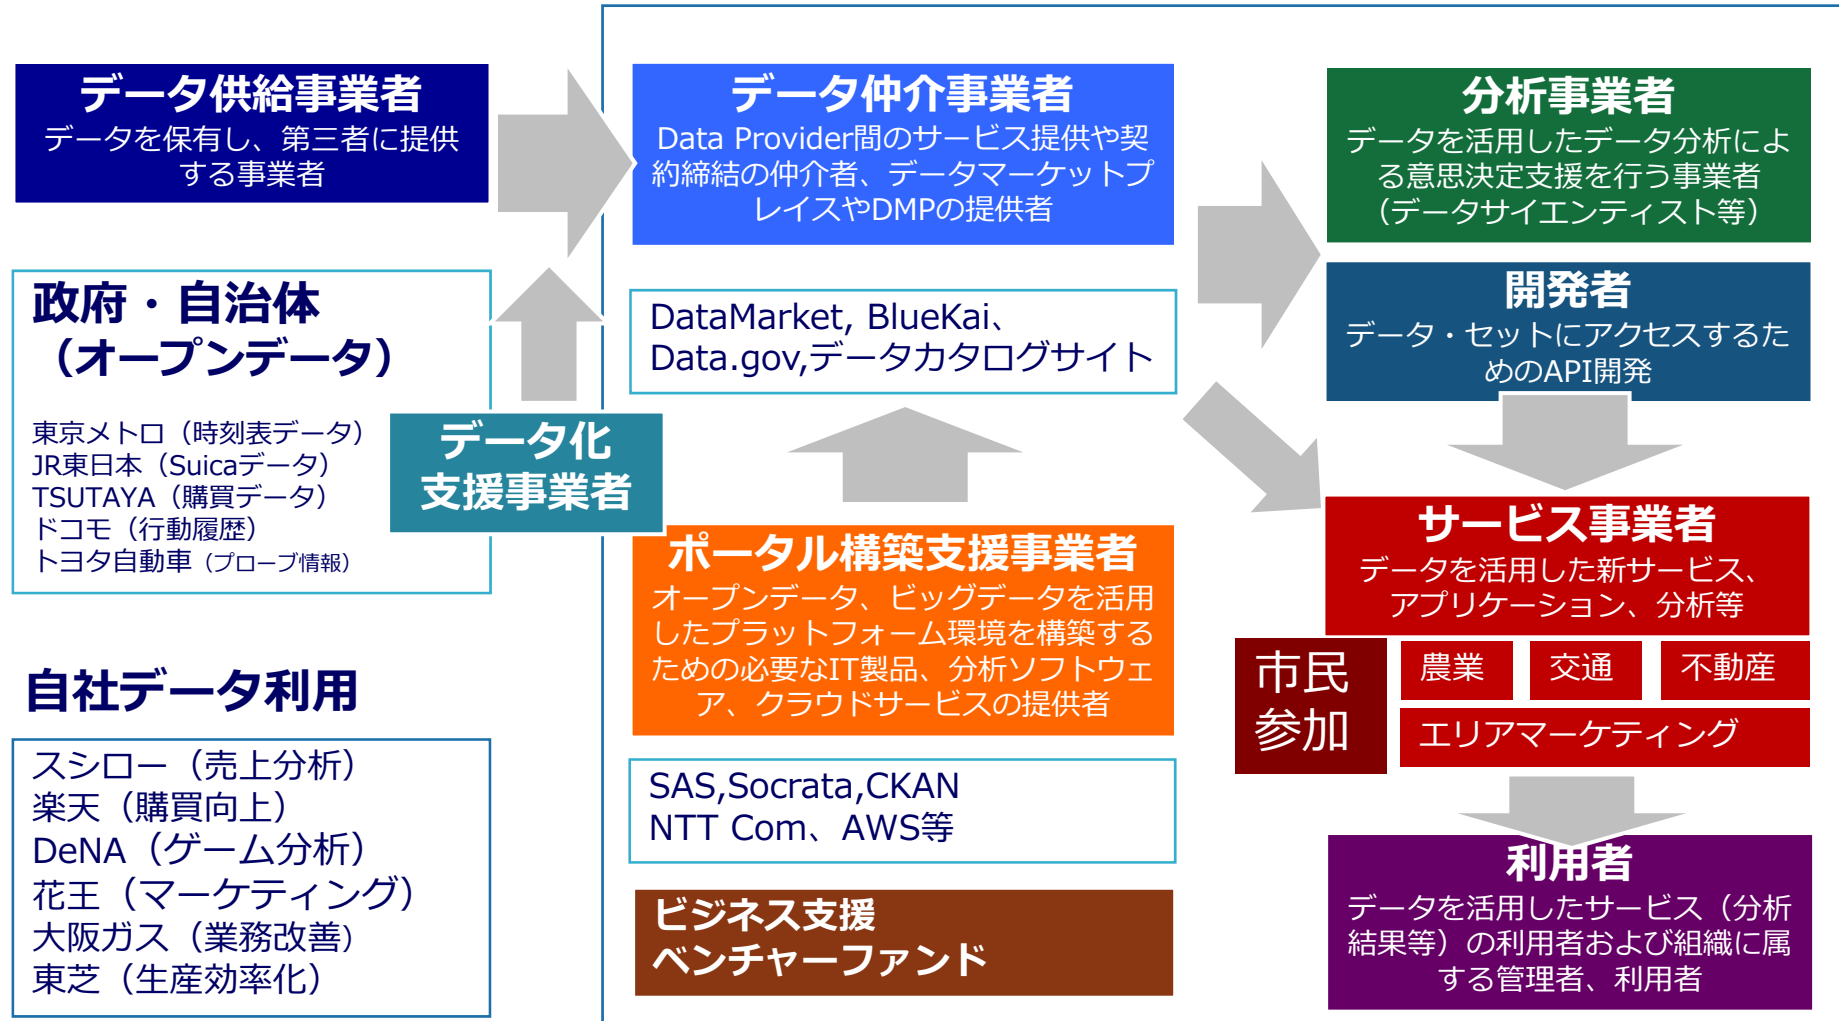 データ供給事業者
データを保有し、第三者に提供
する事業者
政府・自治体
（オープンデータ）
東京メトロ（時刻表データ）
JR東日本（Suicaデータ）
TSUTAYA（購買データ）
ドコモ（行動履歴）
トヨタ自動車（プローブ情報）
データ化
支援事業者
自社データ利用
スシロー（売上分析）
楽天（購買向上）
DeNA（ゲーム分析）
花王（マーケティング）
大阪ガス（業務改善）
東芝（生産効率化）
データ仲介事業者
Data Provider間のサービス提供や契
約締結の仲介者、データマーケットプ
レイスやDMPの提供者
DataMarket, BlueKai、
Data.gov,データカタログサイト
ポータル構築支援事業者
オープンデータ、ビッグデータを活用
したプラットフォーム環境を構築する
ための必要なIT製品、分析ソフトウェ
ア、クラウドサービスの提供者
SAS,Socrata,CKAN
NTT Com、AWS等
ビジネス支援
ベンチャーファンド
分析事業者
データを活用したデータ分析によ
る意思決定支援を行う事業者
（データサイエンティスト等）
開発者
データ・セットにアクセスするた
めのAPI開発
サービス事業者
データを活用した新サービス、
アプリケーション、分析等
市民
参加
農業
交通
不動産
エリアマーケティング
利用者
データを活用したサービス（分析
結果等）の利用者および組織に属
する管理者、利用者